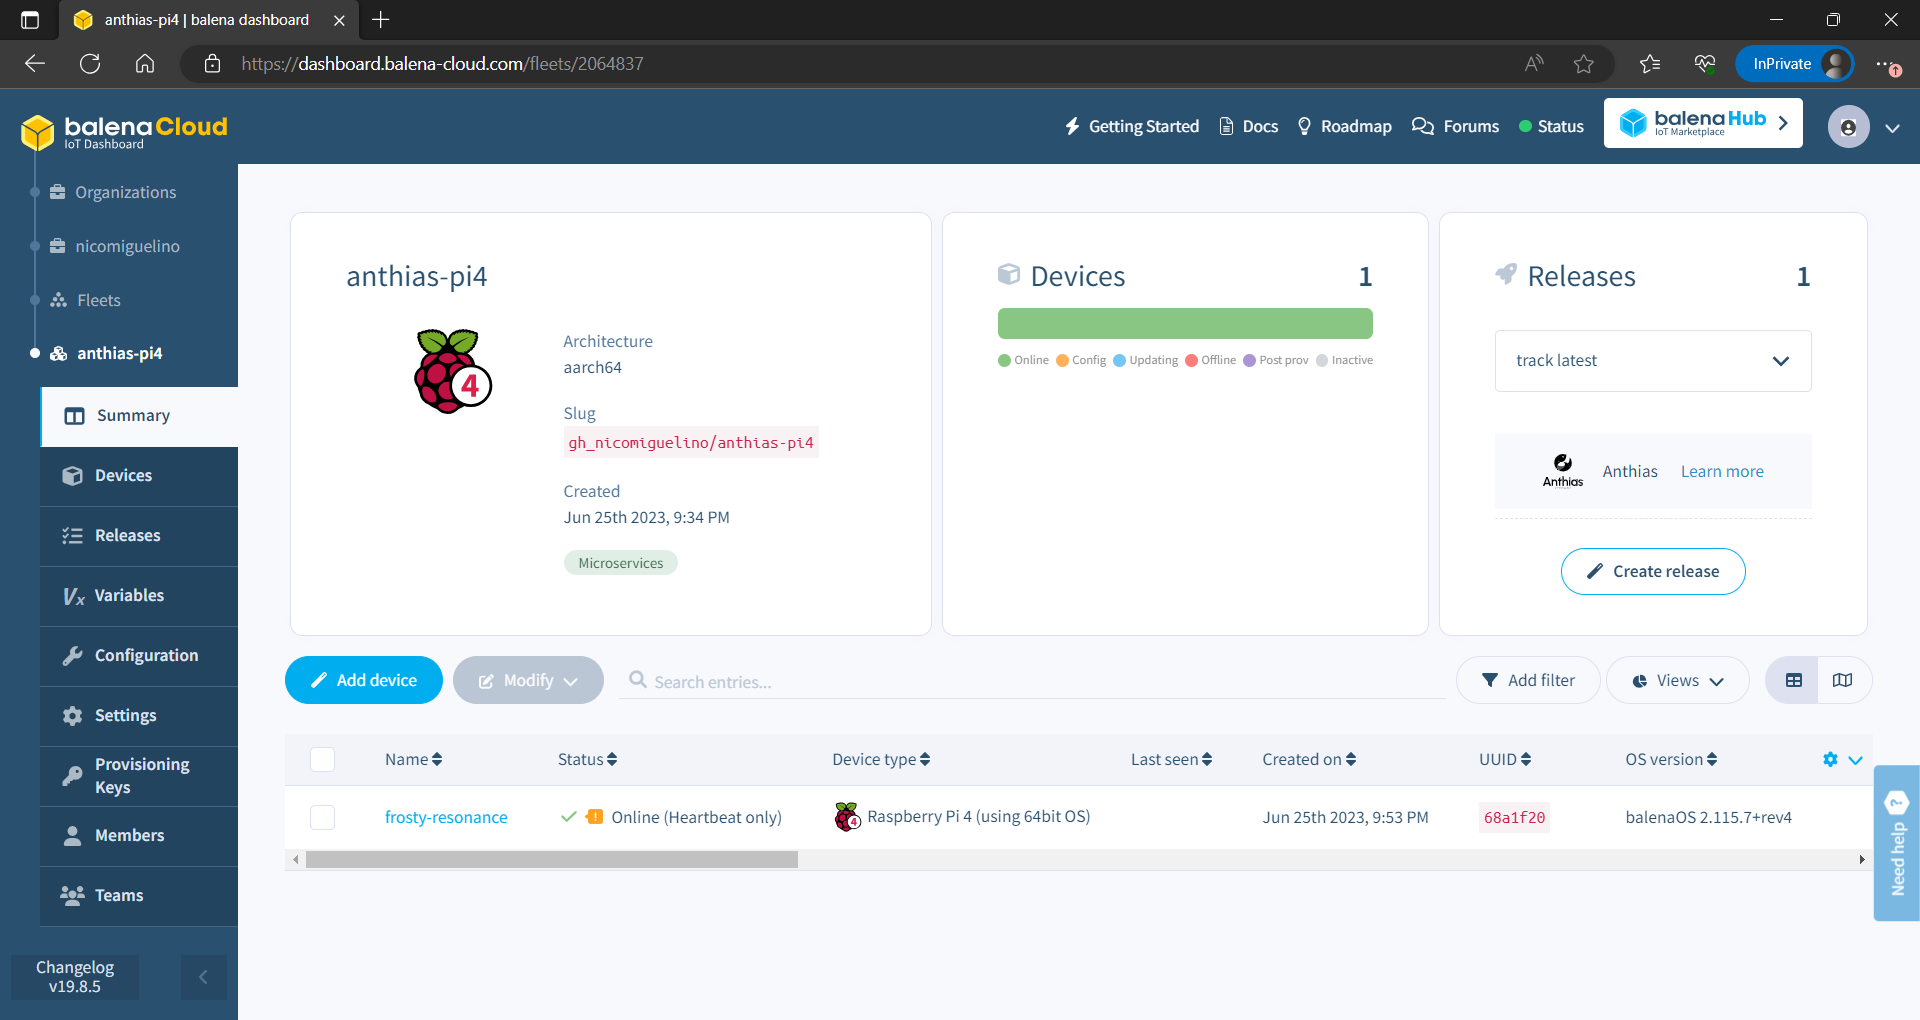 anthias-pi4 | balena dashboard
https://dashboard.balena-cloud.com/fleets/2064837
InPrivate
balenaCloud
IoT Dashboard
Getting Started
Docs
Roadmap
Forums
Status
balenaHub
IoT Marketplace
Organizations
nicomiguelino
Fleets
anthias-pi4
Summary
Devices
Releases
Variables
Configuration
Settings
Provisioning
Keys
Members
Teams
Changelog
v19.8.5
anthias-pi4
4
Architecture
aarch64
Slug
gh_nicomiguelino/anthias-pi4
Created
Jun 25th 2023, 9:34 PM
Microservices
Devices 1
Online Config Updating Offline Post prov Inactive
Releases 1
track latest
Anthias
Anthias Learn more
Create release
Add device
Modify
Search entries...
Add filter
Views
Name Status Device type Last seen Created on UUID OS version
frosty-resonance Online (Heartbeat only) 4 Raspberry Pi 4 (using 64bit OS) Jun 25th 2023, 9:53 PM 68a1f20 balenaOS 2.115.7+rev4
Need help ?